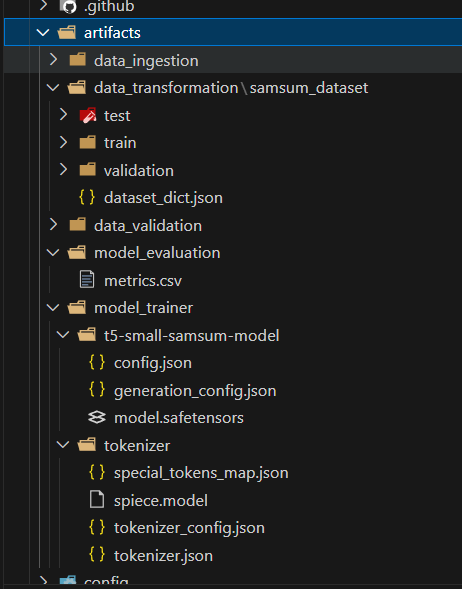 .github
artifacts
data_ingestion
data_transformation\samsum_dataset
test
train
validation
{} dataset_dict.json
data_validation
model_evaluation
metrics.csv
model_trainer
t5-small-samsum-model
{} config.json
{} generation_config.json
model.safetensors
tokenizer
{} special_tokens_map.json
spiece.model
{} tokenizer_config.json
{} tokenizer.json
config